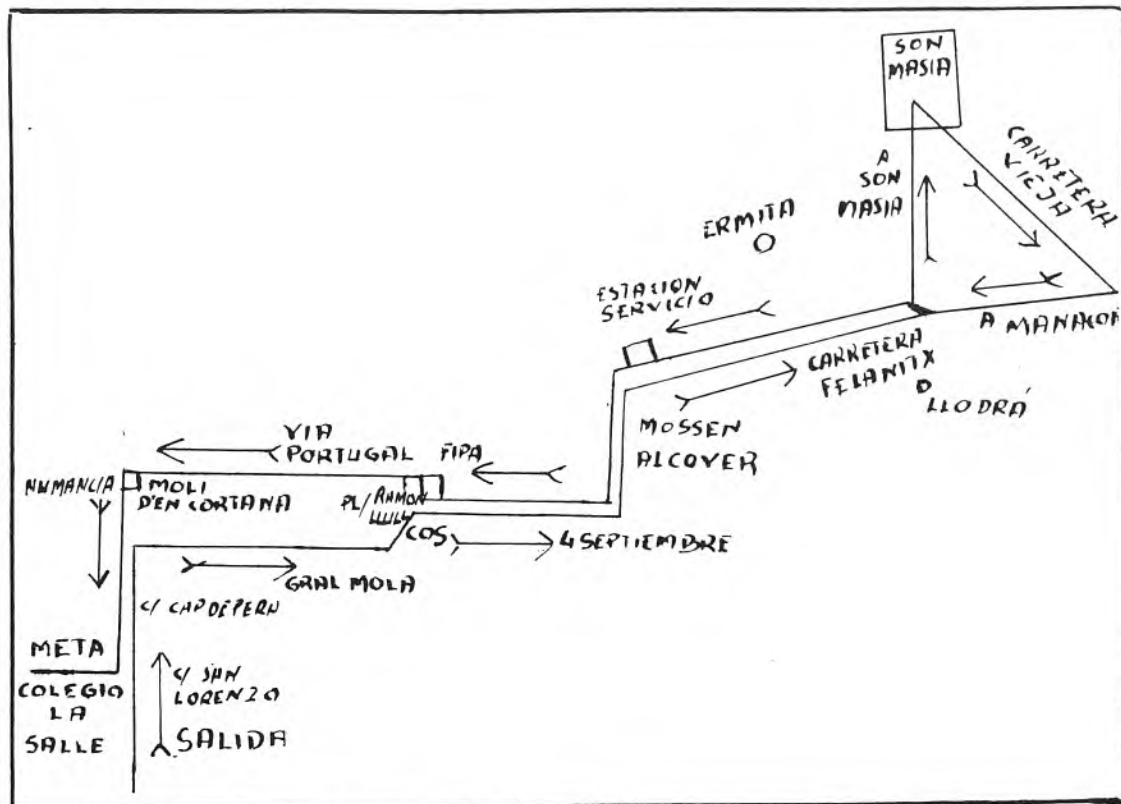 SON
MASIA
CARRETERA
VIEJA
A
SON
MASIA
ERMITA
ESTACION
SERVICIO
A MANACOR
CARRETERA
FELANITX
LLODRÁ
MOSSEN
ALCOVER
VIA
PORTUGAL
FIPA
NUMANCIA
MOLI
D'EN CORTANA
PL/ RAMON
LLULL
COS
4 SEPTIEMBRE
GRAL MOLA
C/ CAPDEPERA
META
COLEGIO
LA
SALLE
C/ SAN
LORENZO
SALIDA